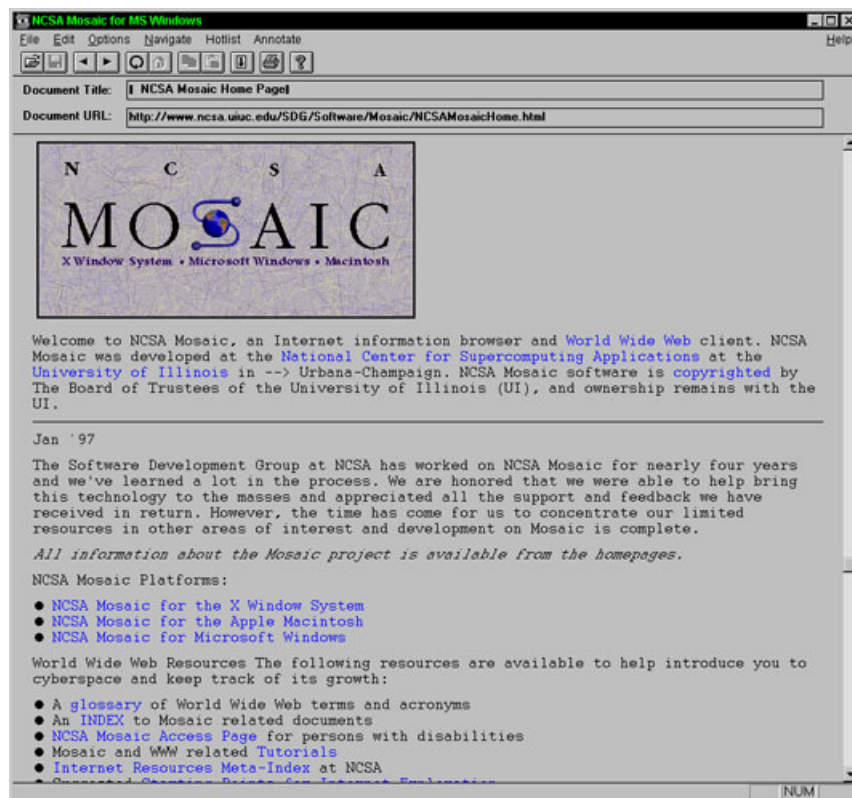 NCSA Mosaic for MS Windows
File Edit Options Navigate Hotlist Annotate Help
Document Title: NCSA Mosaic Home Page
Document URL: http://www.ncsa.uiuc.edu/SDG/Software/Mosaic/NCSAMosaicHome.html
N C S A
MOSAIC
X Window System • Microsoft Windows • Macintosh
Welcome to NCSA Mosaic, an Internet information browser and World Wide Web client. NCSA
Mosaic was developed at the National Center for Supercomputing Applications at the
University of Illinois in --> Urbana-Champaign. NCSA Mosaic software is copyrighted by
The Board of Trustees of the University of Illinois (UI), and ownership remains with the
UI.
Jan `97
The Software Development Group at NCSA has worked on NCSA Mosaic for nearly four years
and we've learned a lot in the process. We are honored that we were able to help bring
this technology to the masses and appreciated all the support and feedback we have
received in return. However, the time has come for us to concentrate our limited
resources in other areas of interest and development on Mosaic is complete.
All information about the Mosaic project is available from the homepages.
NCSA Mosaic Platforms:
● NCSA Mosaic for the X Window System
● NCSA Mosaic for the Apple Macintosh
● NCSA Mosaic for Microsoft Windows
World Wide Web Resources The following resources are available to help introduce you to
cyberspace and keep track of its growth:
● A glossary of World Wide Web terms and acronyms
● An INDEX to Mosaic related documents
● NCSA Mosaic Access Page for persons with disabilities
● Mosaic and WWW related Tutorials
● Internet Resources Meta-Index at NCSA
● Suggested Starting Points for Internet Exploration
NUM